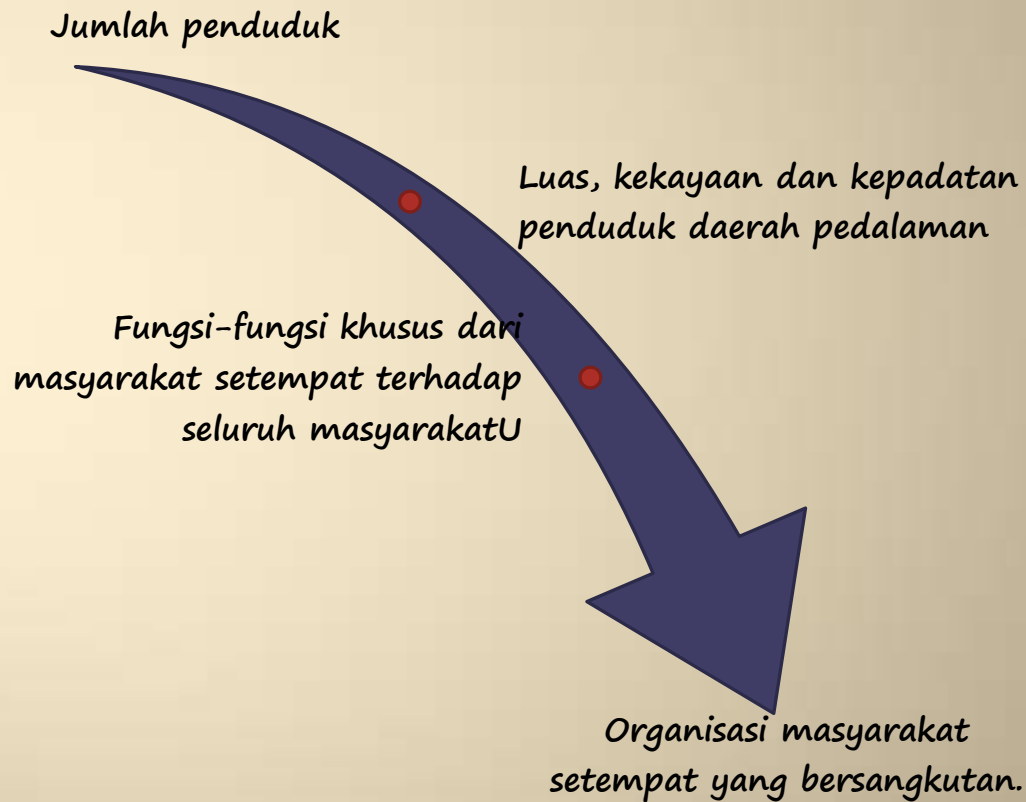 Jumlah penduduk
Luas, kekayaan dan kepadatan
penduduk daerah pedalaman
Fungsi-fungsi khusus dari
masyarakat setempat terhadap
seluruh masyarakatU
Organisasi masyarakat
setempat yang bersangkutan.